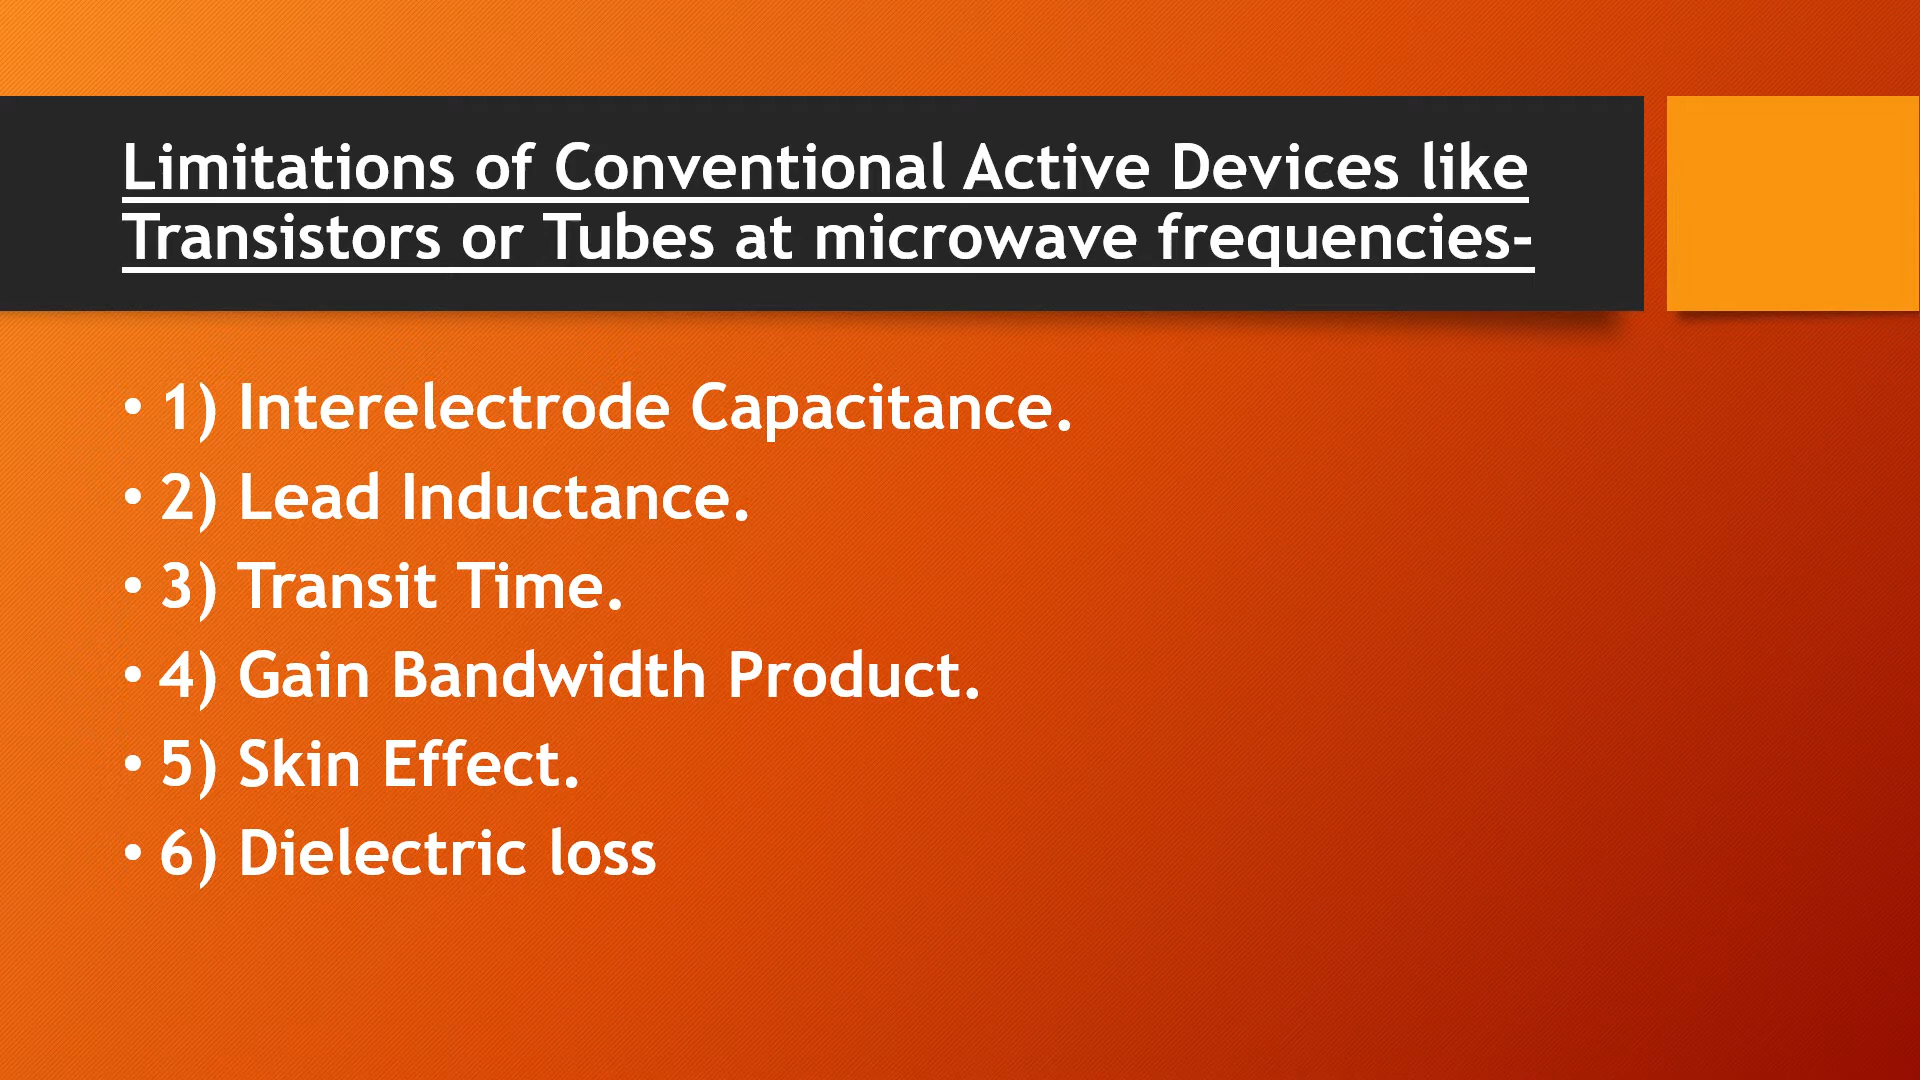 Limitations of Conventional Active Devices like
Transistors or Tubes at microwave frequencies-
• 1) Interelectrode Capacitance.
• 2) Lead Inductance.
• 3) Transit Time.
• 4) Gain Bandwidth Product.
• 5) Skin Effect.
• 6) Dielectric loss